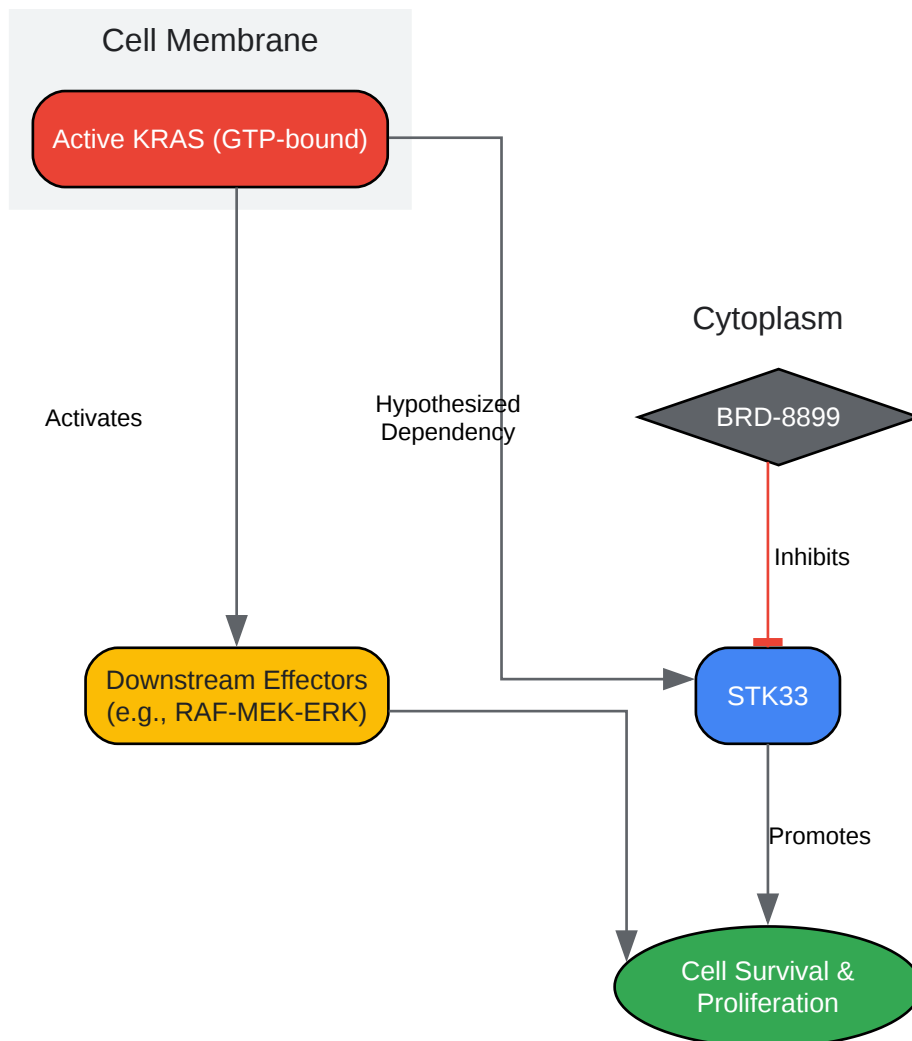 Cell Membrane
Active KRAS (GTP-bound)
Cytoplasm
BRD-8899
Activates
Hypothesized
Dependency
Inhibits
Downstream Effectors
(e.g., RAF-MEK-ERK)
STK33
Promotes
Cell Survival &
Proliferation